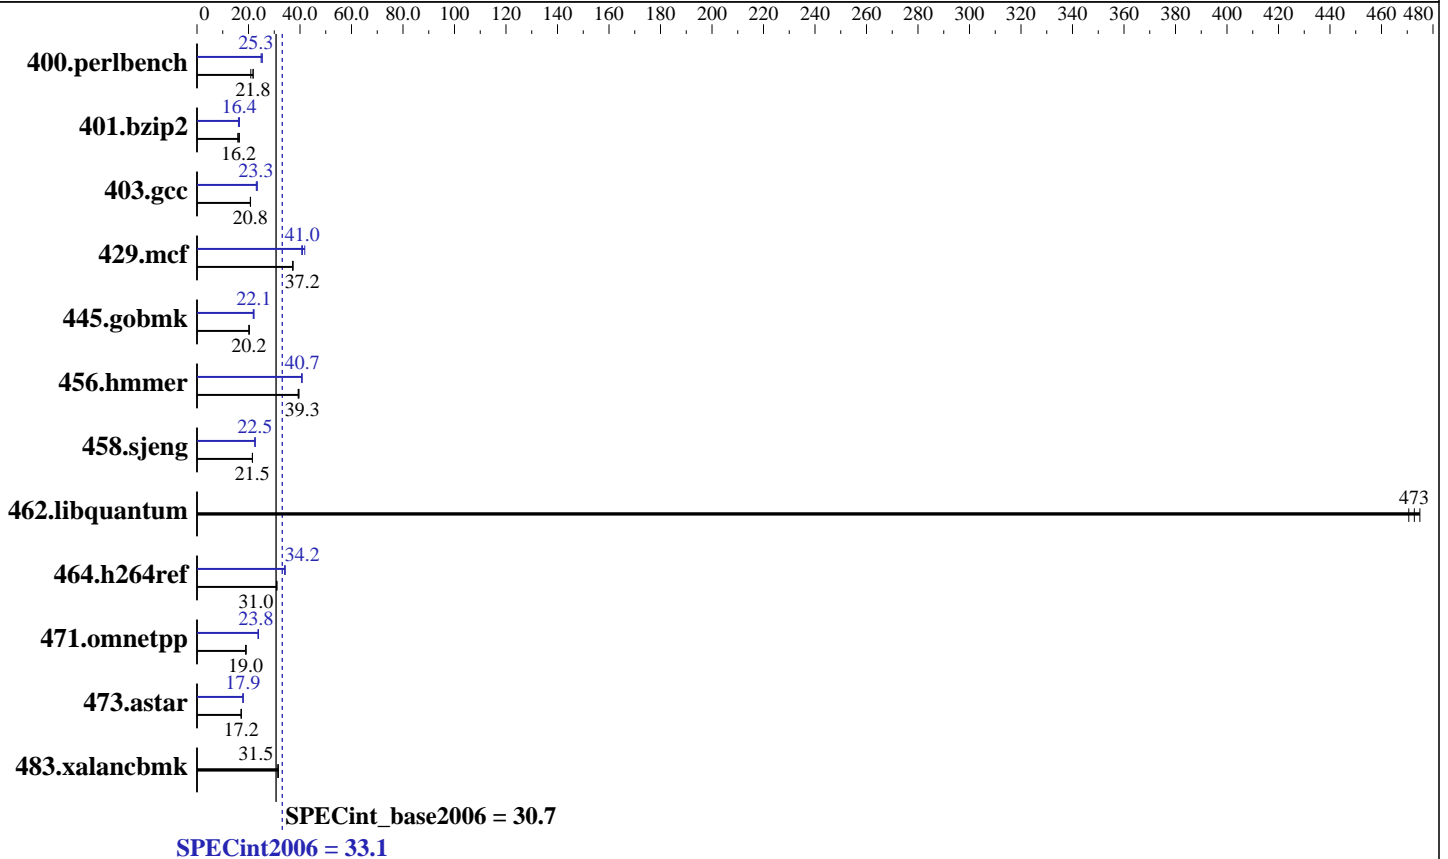 0 20.0 40.0 60.0 80.0 100 120 140 160 180 200 220 240 260 280 300 320 340 360 380 400 420 440 460 480
25.3
400.perlbench
21.8
16.4
401.bzip2
16.2
23.3
403.gcc
20.8
41.0
429.mcf
37.2
22.1
445.gobmk
20.2
40.7
456.hmmer
39.3
22.5
458.sjeng
21.5
473
462.libquantum
34.2
464.h264ref
31.0
23.8
471.omnetpp
19.0
17.9
473.astar
17.2
31.5
483.xalancbmk
SPECint_base2006 = 30.7
SPECint2006 = 33.1